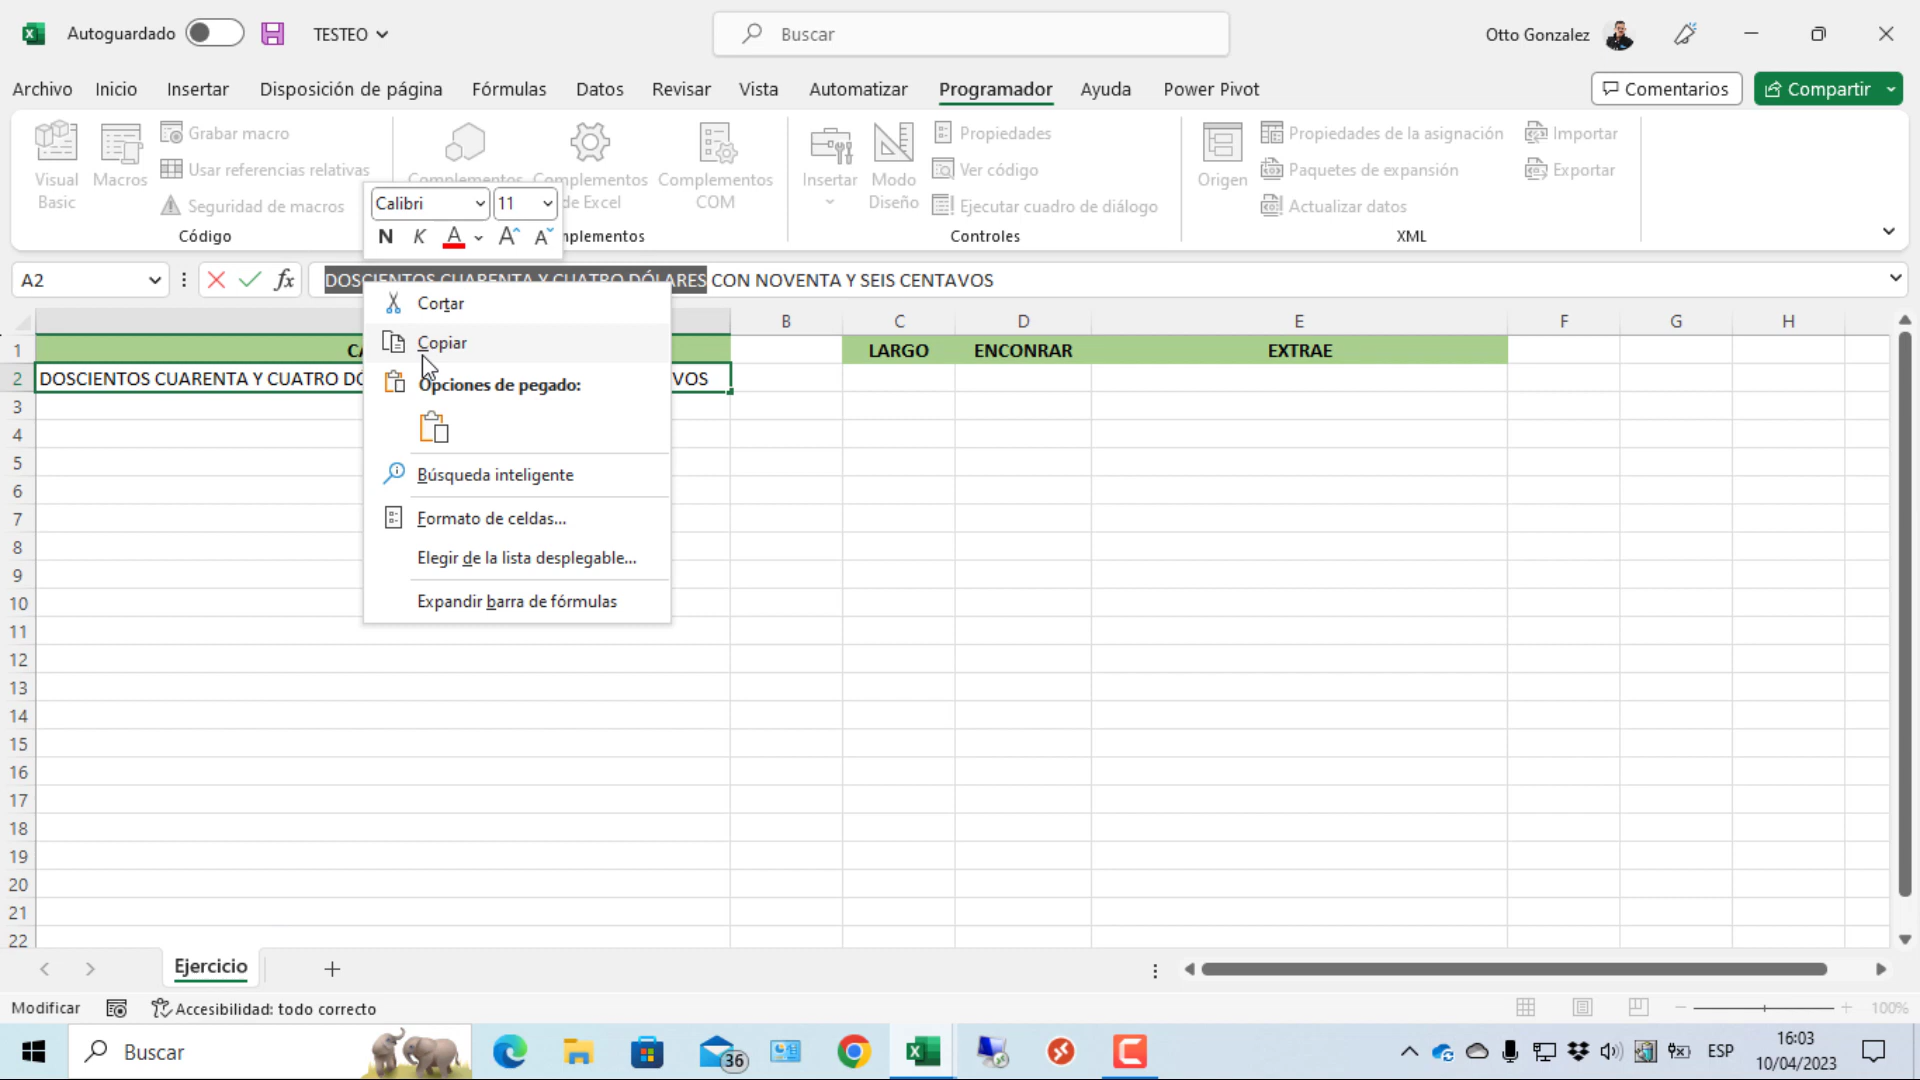 Autoguardado TESTEO Buscar Otto Gonzalez
Archivo Inicio Insertar Disposición de página Fórmulas Datos Revisar Vista Automatizar Programador Ayuda Power Pivot Comentarios Compartir
Grabar macro Propiedades Propiedades de la asignación Importar
Visual Basic Macros Usar referencias relativas Complementos Complementos de Excel Complementos COM Insertar Modo Diseño Ver código Origen Paquetes de expansión Exportar
Seguridad de macros Ejecutar cuadro de diálogo Actualizar datos
Código mplementos Controles XML
Calibri 11
N K A A A
A2 fx DOSCIENTOS CUARENTA Y CUATRO DÓLARES CON NOVENTA Y SEIS CENTAVOS
B C D E F G H
1 CA LARGO ENCONRAR EXTRAE
2 DOSCIENTOS CUARENTA Y CUATRO DÓ VOS
3
4
5
6
7
8
9
10
11
12
13
14
15
16
17
18
19
20
21
22
Cortar
Copiar
Opciones de pegado:
Búsqueda inteligente
Formato de celdas...
Elegir de la lista desplegable...
Expandir barra de fórmulas
Ejercicio
Modificar Accesibilidad: todo correcto 100%
Buscar 36 ESP 16:03
10/04/2023